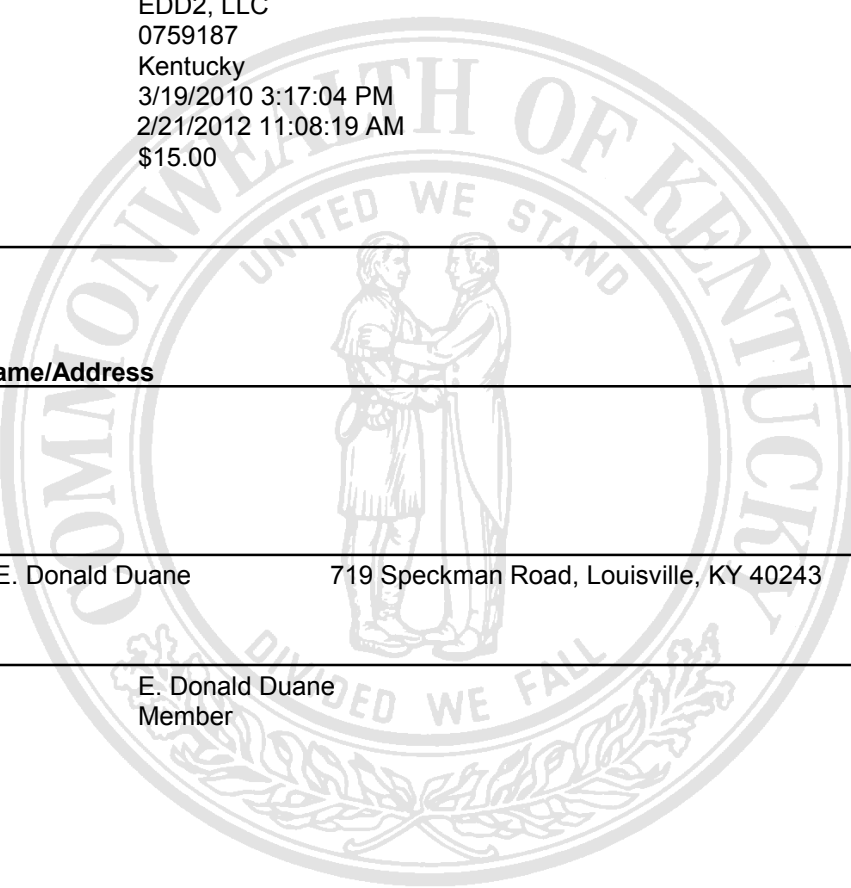 EDD2, LLC
0759187
Kentucky
3/19/2010 3:17:04 PM
2/21/2012 11:08:19 AM
$15.00
COMMONWEALTH OF KENTUCKY
UNITED WE STAND
ame/Address
E. Donald Duane 719 Speckman Road, Louisville, KY 40243
DIVIDED WE FALL
E. Donald Duane
Member